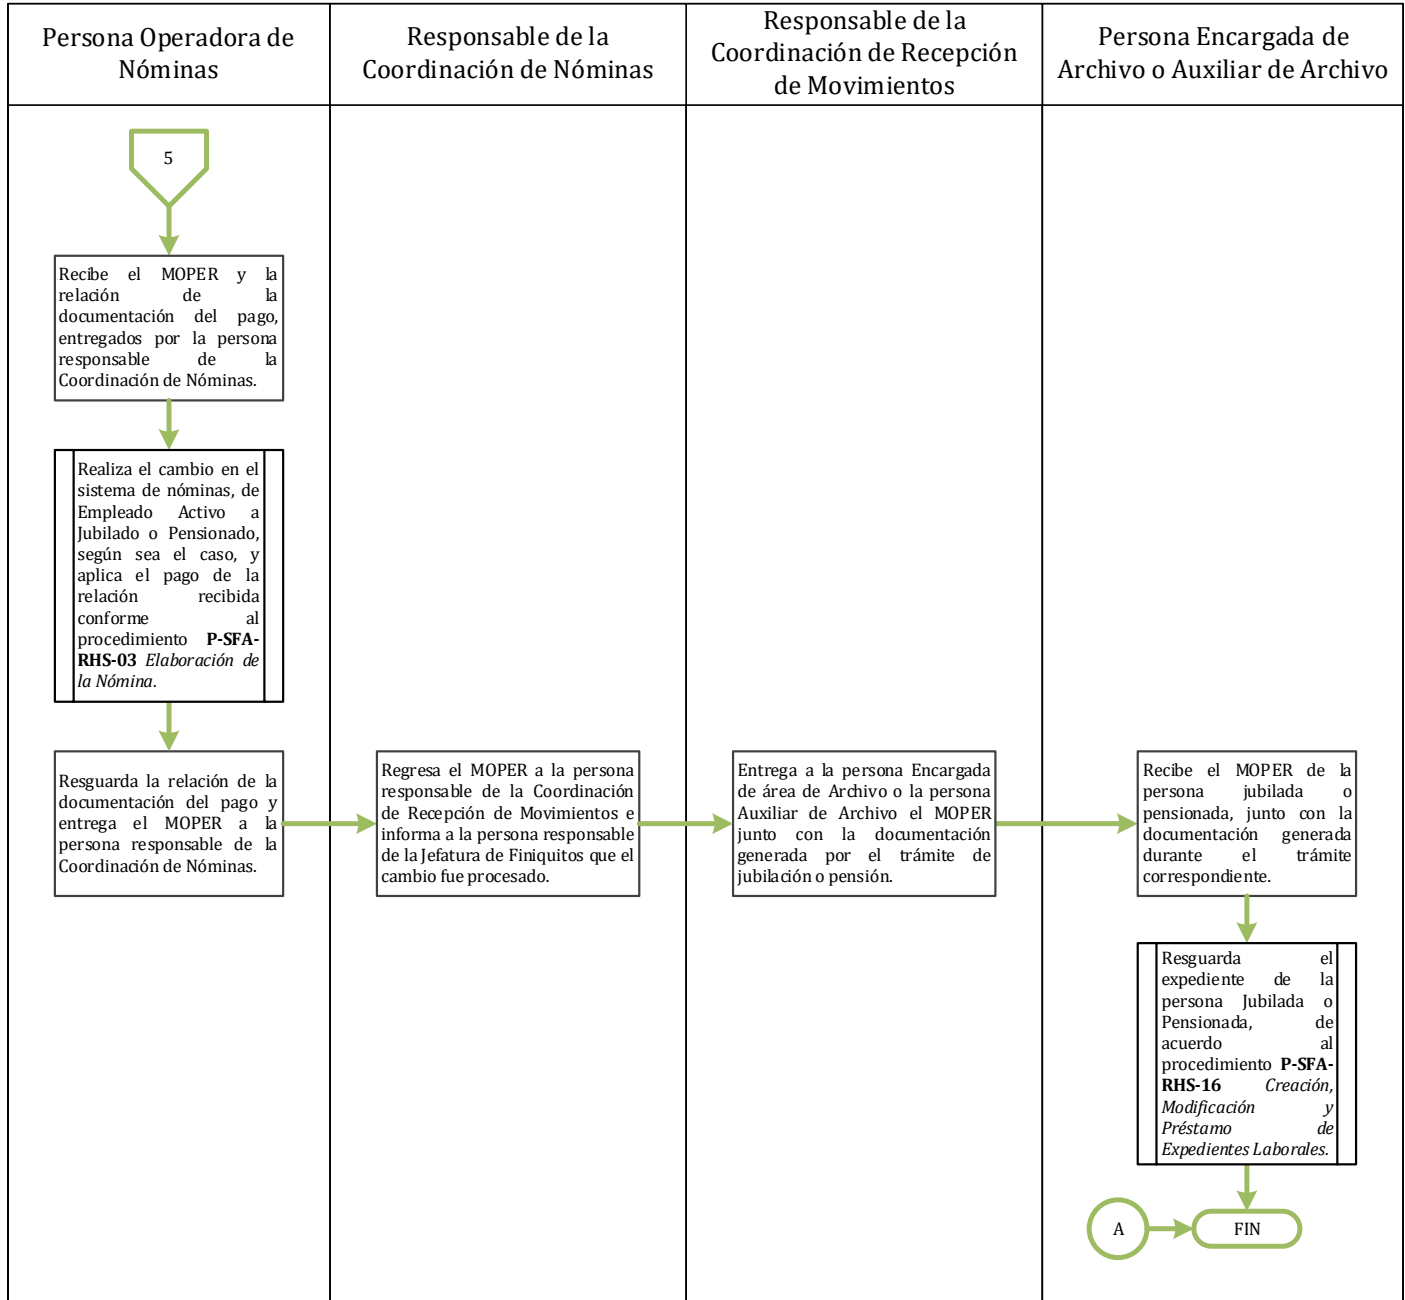 Persona Operadora de
Nóminas
Responsable de la
Coordinación de Nóminas
Responsable de la
Coordinación de Recepción
de Movimientos
Persona Encargada de
Archivo o Auxiliar de Archivo
5
Recibe el MOPER y la
relación de la
documentación del pago,
entregados por la persona
responsable de la
Coordinación de Nóminas.
Realiza el cambio en el
sistema de nóminas, de
Empleado Activo a
Jubilado o Pensionado,
según sea el caso, y
aplica el pago de la
relación recibida
conforme al
procedimiento P-SFA-
RHS-03 Elaboración de
la Nómina.
Resguarda la relación de la
documentación del pago y
entrega el MOPER a la
persona responsable de la
Coordinación de Nóminas.
Regresa el MOPER a la persona
responsable de la Coordinación
de Recepción de Movimientos e
informa a la persona responsable
de la Jefatura de Finiquitos que el
cambio fue procesado.
Entrega a la persona Encargada
de área de Archivo o la persona
Auxiliar de Archivo el MOPER
junto con la documentación
generada por el trámite de
jubilación o pensión.
Recibe el MOPER de la
persona jubilada o
pensionada, junto con la
documentación generada
durante el trámite
correspondiente.
Resguarda el
expediente de la
persona Jubilada o
Pensionada, de
acuerdo al
procedimiento P-SFA-
RHS-16 Creación,
Modificación y
Préstamo de
Expedientes Laborales.
A
FIN